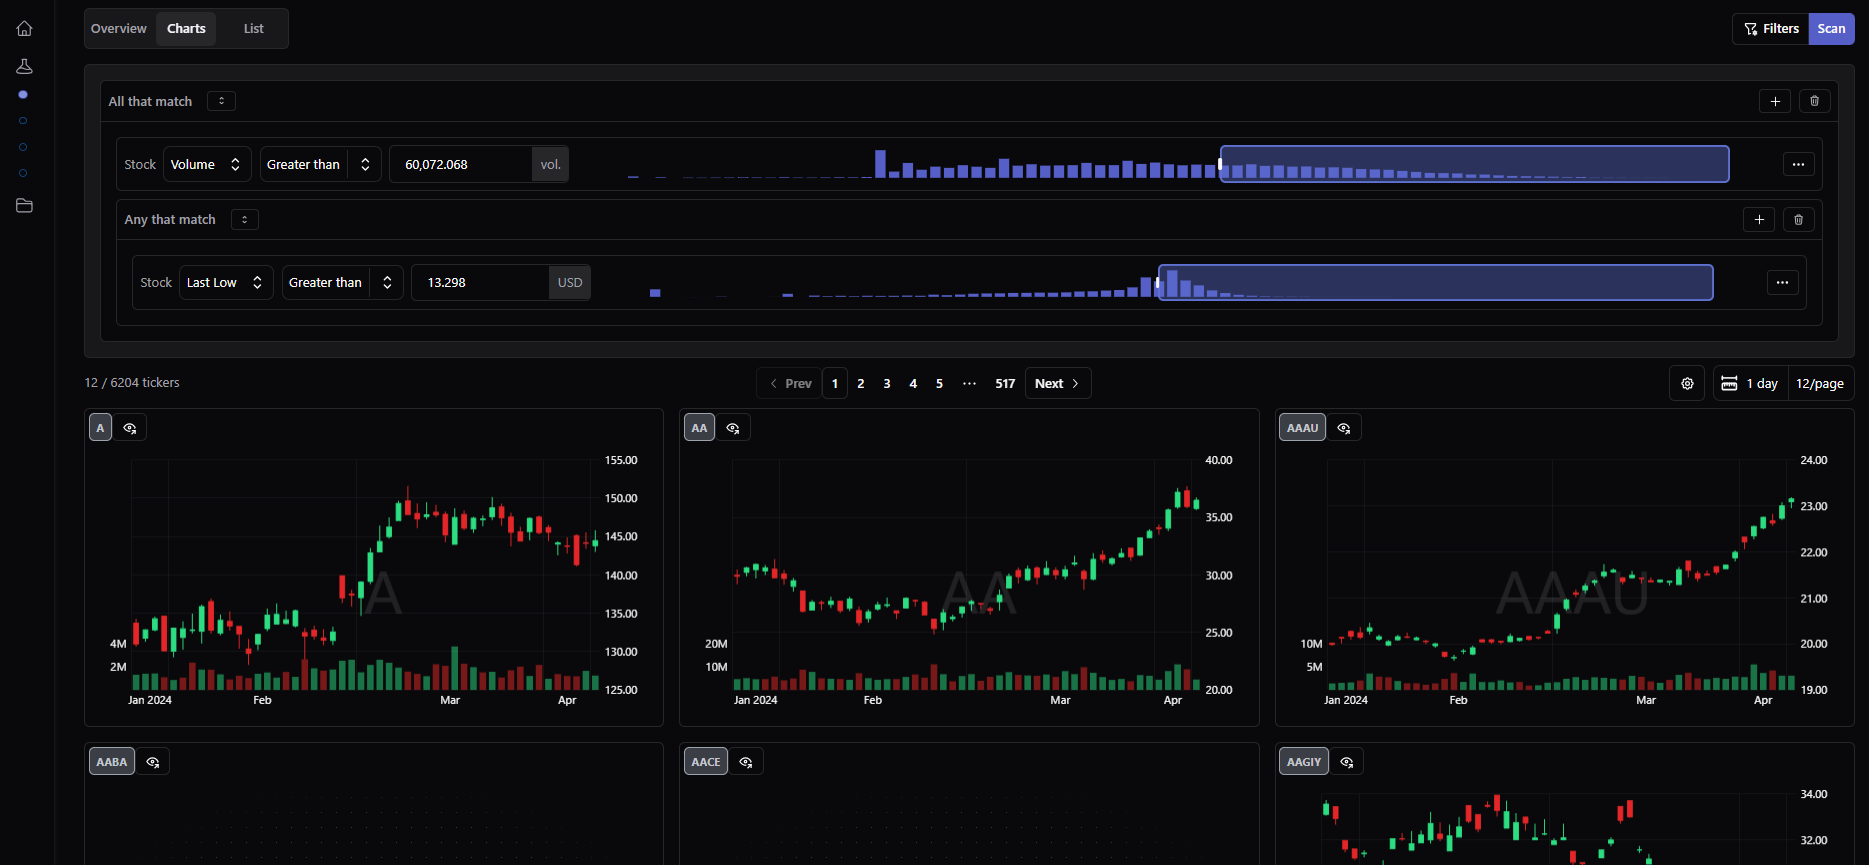 Overview Charts List
Filters Scan
All that match
Stock Volume Greater than 60,072.068 vol.
Any that match
Stock Last Low Greater than 13.298 USD
12 / 6204 tickers
Prev 1 2 3 4 5 ··· 517 Next
1 day 12/page
A
155.00
150.00
145.00
140.00
135.00
130.00
125.00
4M
2M
A
Jan 2024 Feb Mar Apr
AA
40.00
35.00
30.00
25.00
20.00
20M
10M
AA
Jan 2024 Feb Mar Apr
AAAU
24.00
23.00
22.00
21.00
20.00
19.00
10M
5M
AAAU
Jan 2024 Feb Mar Apr
AABA
AACE
AAGIY
34.00
32.00